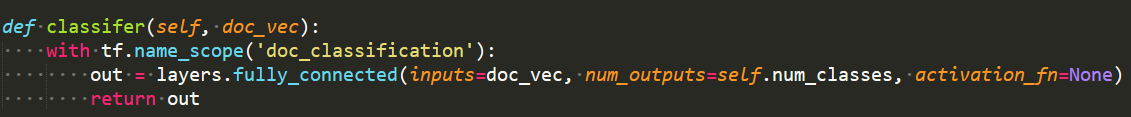 def classifer(self, doc_vec):
    with tf.name_scope('doc_classification'):
        out = layers.fully_connected(inputs=doc_vec, num_outputs=self.num_classes, activation_fn=None)
        return out